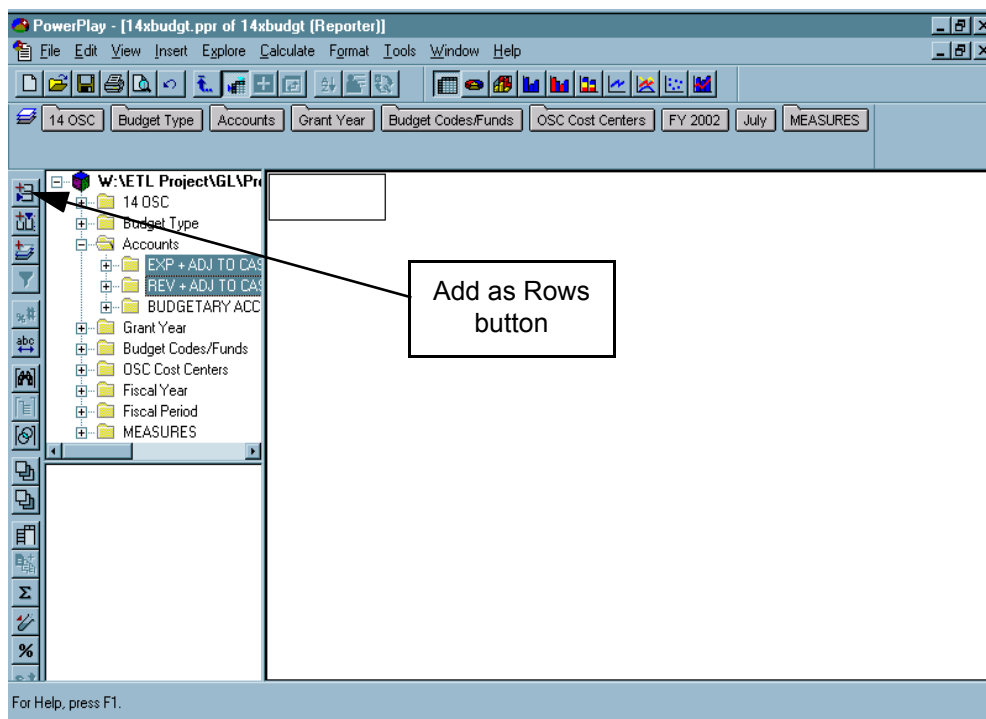 PowerPlay - [14xbudgt.ppr of 14xbudgt (Reporter)]
File Edit View Insert Explore Calculate Format Tools Window Help
14 OSC Budget Type Accounts Grant Year Budget Codes/Funds OSC Cost Centers FY 2002 July MEASURES
W:\ETL Project\GL\Pr
14 OSC
Budget Type
Accounts
EXP + ADJ TO CAS
REV + ADJ TO CAS
BUDGETARY ACC
Grant Year
Budget Codes/Funds
OSC Cost Centers
Fiscal Year
Fiscal Period
MEASURES
abc
Σ
%
Add as Rows
button
For Help, press F1.